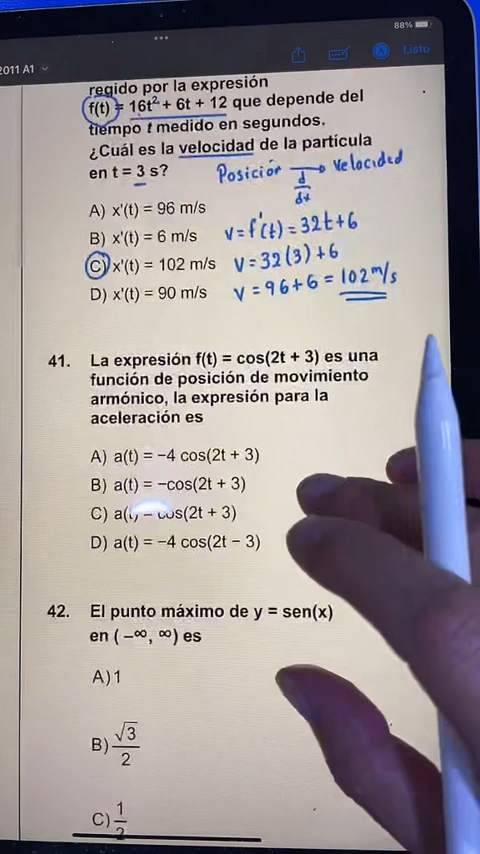 88%
2011 A1
Listo
regido por la expresión
f(t) = 16t² + 6t + 12 que depende del
tiempo t medido en segundos.
¿Cuál es la velocidad de la partícula
en t = 3 s?
Posición → Velocidad
d/dx
A) x'(t) = 96 m/s
B) x'(t) = 6 m/s
V = f'(t) = 32t + 6
C) x'(t) = 102 m/s
V = 32(3) + 6
D) x'(t) = 90 m/s
V = 96 + 6 = 102 m/s
41. La expresión f(t) = cos(2t + 3) es una
función de posición de movimiento
armónico, la expresión para la
aceleración es
A) a(t) = −4 cos(2t + 3)
B) a(t) = −cos(2t + 3)
C) a(t) = cos(2t + 3)
D) a(t) = −4 cos(2t − 3)
42. El punto máximo de y = sen(x)
en (−∞, ∞) es
A) 1
B) √3/2
C) 1/2